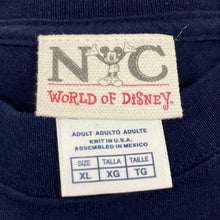 NYC
WORLD OF DISNEY
ADULT ADULTO ADULTE
KNIT IN U.S.A.
ASSEMBLED IN MEXICO
SIZE TALLA TAILLE
XL XG TG